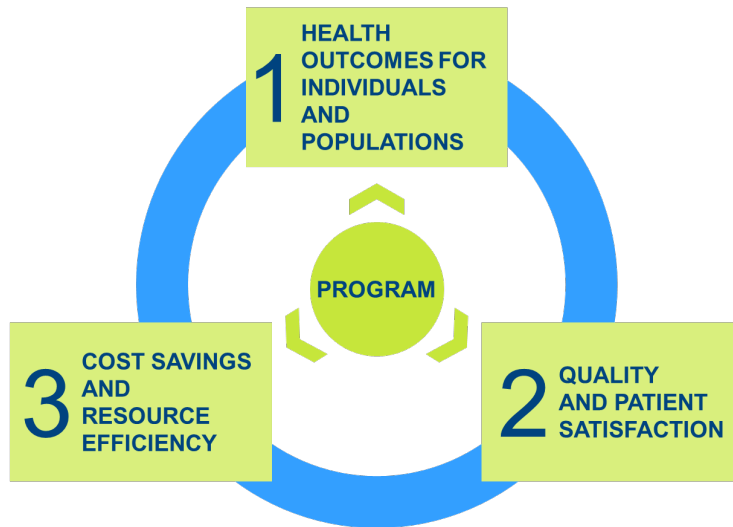 1
HEALTH
OUTCOMES FOR
INDIVIDUALS
AND
POPULATIONS
PROGRAM
2
QUALITY
AND PATIENT
SATISFACTION
3
COST SAVINGS
AND
RESOURCE
EFFICIENCY